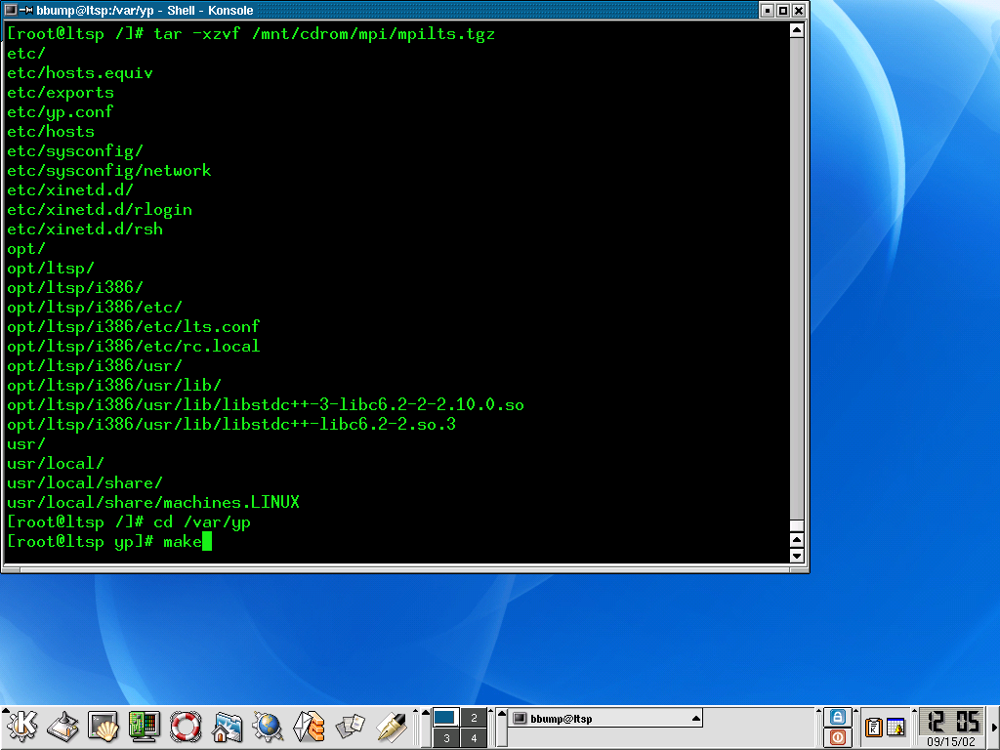 bbump@ltsp:/var/yp - Shell - Konsole
[root@ltsp /]# tar -xzvf /mnt/cdrom/mpi/mpilts.tgz
etc/
etc/hosts.equiv
etc/exports
etc/yp.conf
etc/hosts
etc/sysconfig/
etc/sysconfig/network
etc/xinetd.d/
etc/xinetd.d/rlogin
etc/xinetd.d/rsh
opt/
opt/ltsp/
opt/ltsp/i386/
opt/ltsp/i386/etc/
opt/ltsp/i386/etc/lts.conf
opt/ltsp/i386/etc/rc.local
opt/ltsp/i386/usr/
opt/ltsp/i386/usr/lib/
opt/ltsp/i386/usr/lib/libstdc++-3-libc6.2-2-2.10.0.so
opt/ltsp/i386/usr/lib/libstdc++-libc6.2-2.so.3
usr/
usr/local/
usr/local/share/
usr/local/share/machines.LINUX
[root@ltsp /]# cd /var/yp
[root@ltsp yp]# make
2
3 4
bbump@ltsp
12 05
09/15/02